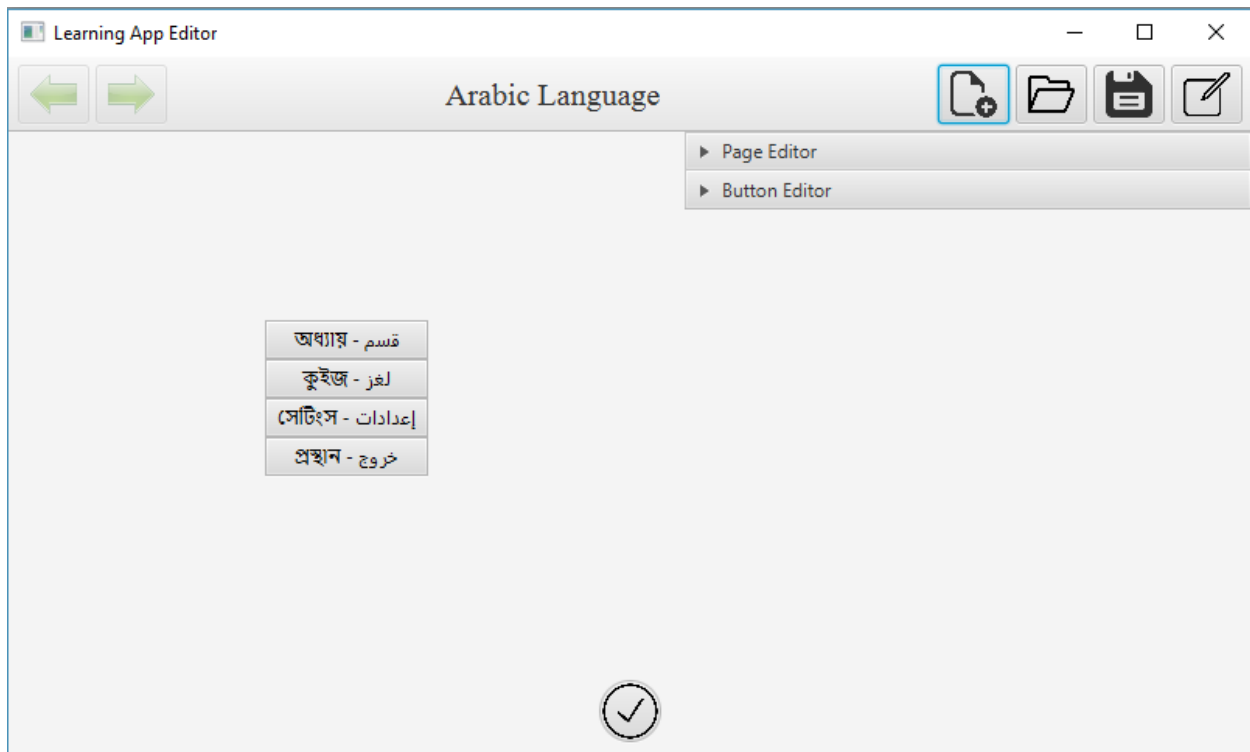 Learning App Editor
Arabic Language
Page Editor
Button Editor
অধ্যায় - قسم
কুইজ - لغز
সেটিংস - إعدادات
প্রস্থান - خروج